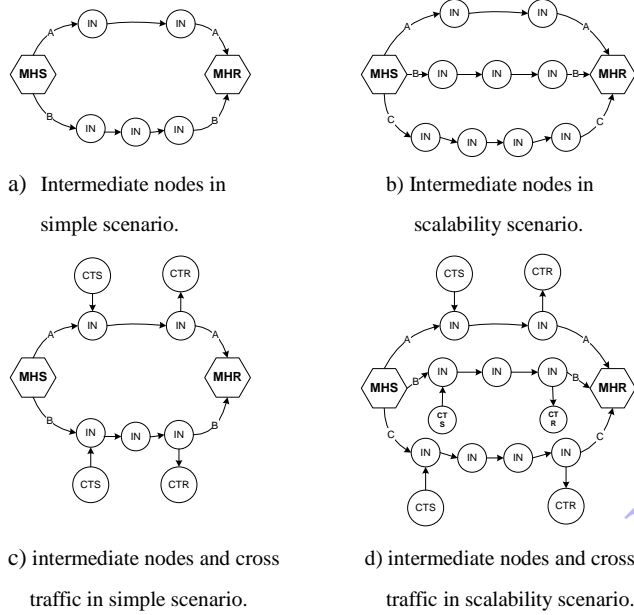 A IN IN A
MHS MHR
B IN IN IN B
A IN IN A
MHS B IN IN IN B MHR
C IN IN IN IN C
a) Intermediate nodes in
simple scenario.
b) Intermediate nodes in
scalability scenario.
CTS CTR
A IN IN A
MHS MHR
B IN IN IN B
CTS CTR
CTS CTR
A IN IN A
MHS B IN IN IN B MHR
CT
S
CT
R
C IN IN IN IN C
CTS CTR
c) intermediate nodes and cross
traffic in simple scenario.
d) intermediate nodes and cross
traffic in scalability scenario.